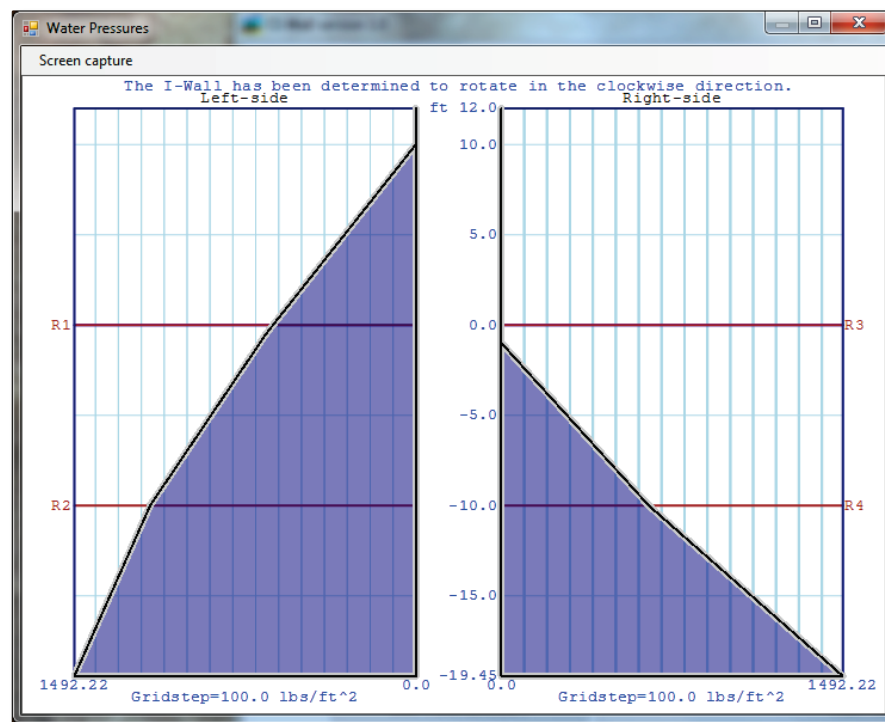 Water Pressures
Screen capture
The I-Wall has been determined to rotate in the clockwise direction.
Left-side
ft
12.0
Right-side
10.0
5.0
R1
0.0
R3
-5.0
R2
-10.0
R4
-15.0
-19.45
1492.22
0.0
0.0
1492.22
Gridstep=100.0 lbs/ft^2
Gridstep=100.0 lbs/ft^2